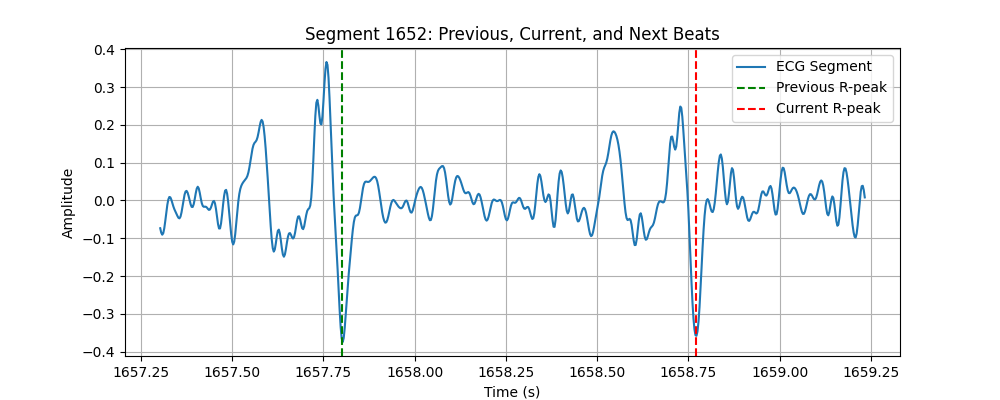 Segment 1652: Previous, Current, and Next Beats
0.4
0.3
0.2
0.1
0.0
−0.1
−0.2
−0.3
−0.4
Amplitude
ECG Segment
Previous R-peak
Current R-peak
1657.25 1657.50 1657.75 1658.00 1658.25 1658.50 1658.75 1659.00 1659.25
Time (s)